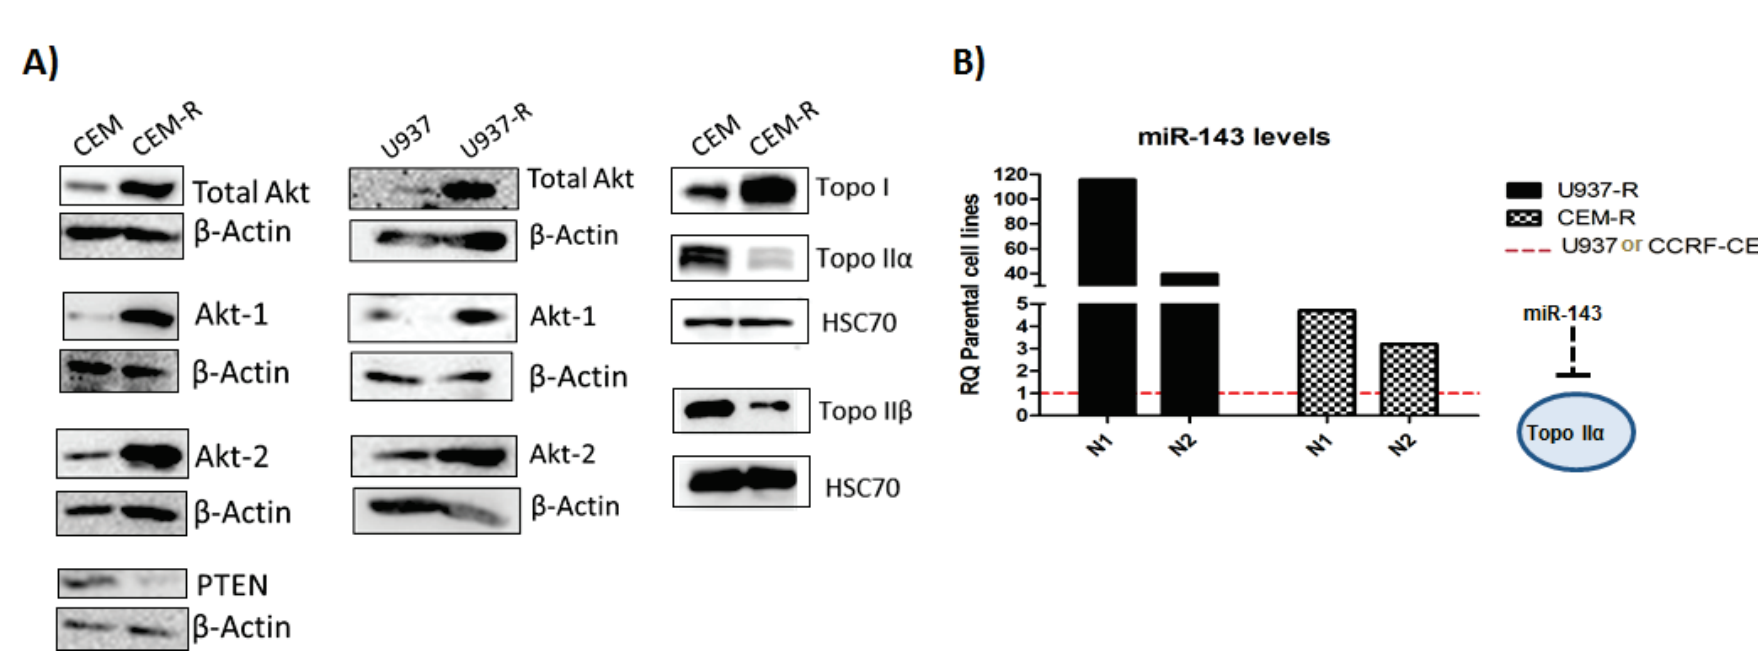 A)
CEM CEM-R
Total Akt
β-Actin
Akt-1
β-Actin
Akt-2
β-Actin
PTEN
β-Actin
U937 U937-R
Total Akt
β-Actin
Akt-1
β-Actin
Akt-2
β-Actin
CEM CEM-R
Topo I
Topo IIα
HSC70
Topo IIβ
HSC70
B)
miR-143 levels
RQ Parental cell lines
120
100
80
60
40
5
4
3
2
1
0
N1 N2 N1 N2
U937-R
CEM-R
U937 or CCRF-CE
miR-143
Topo IIα